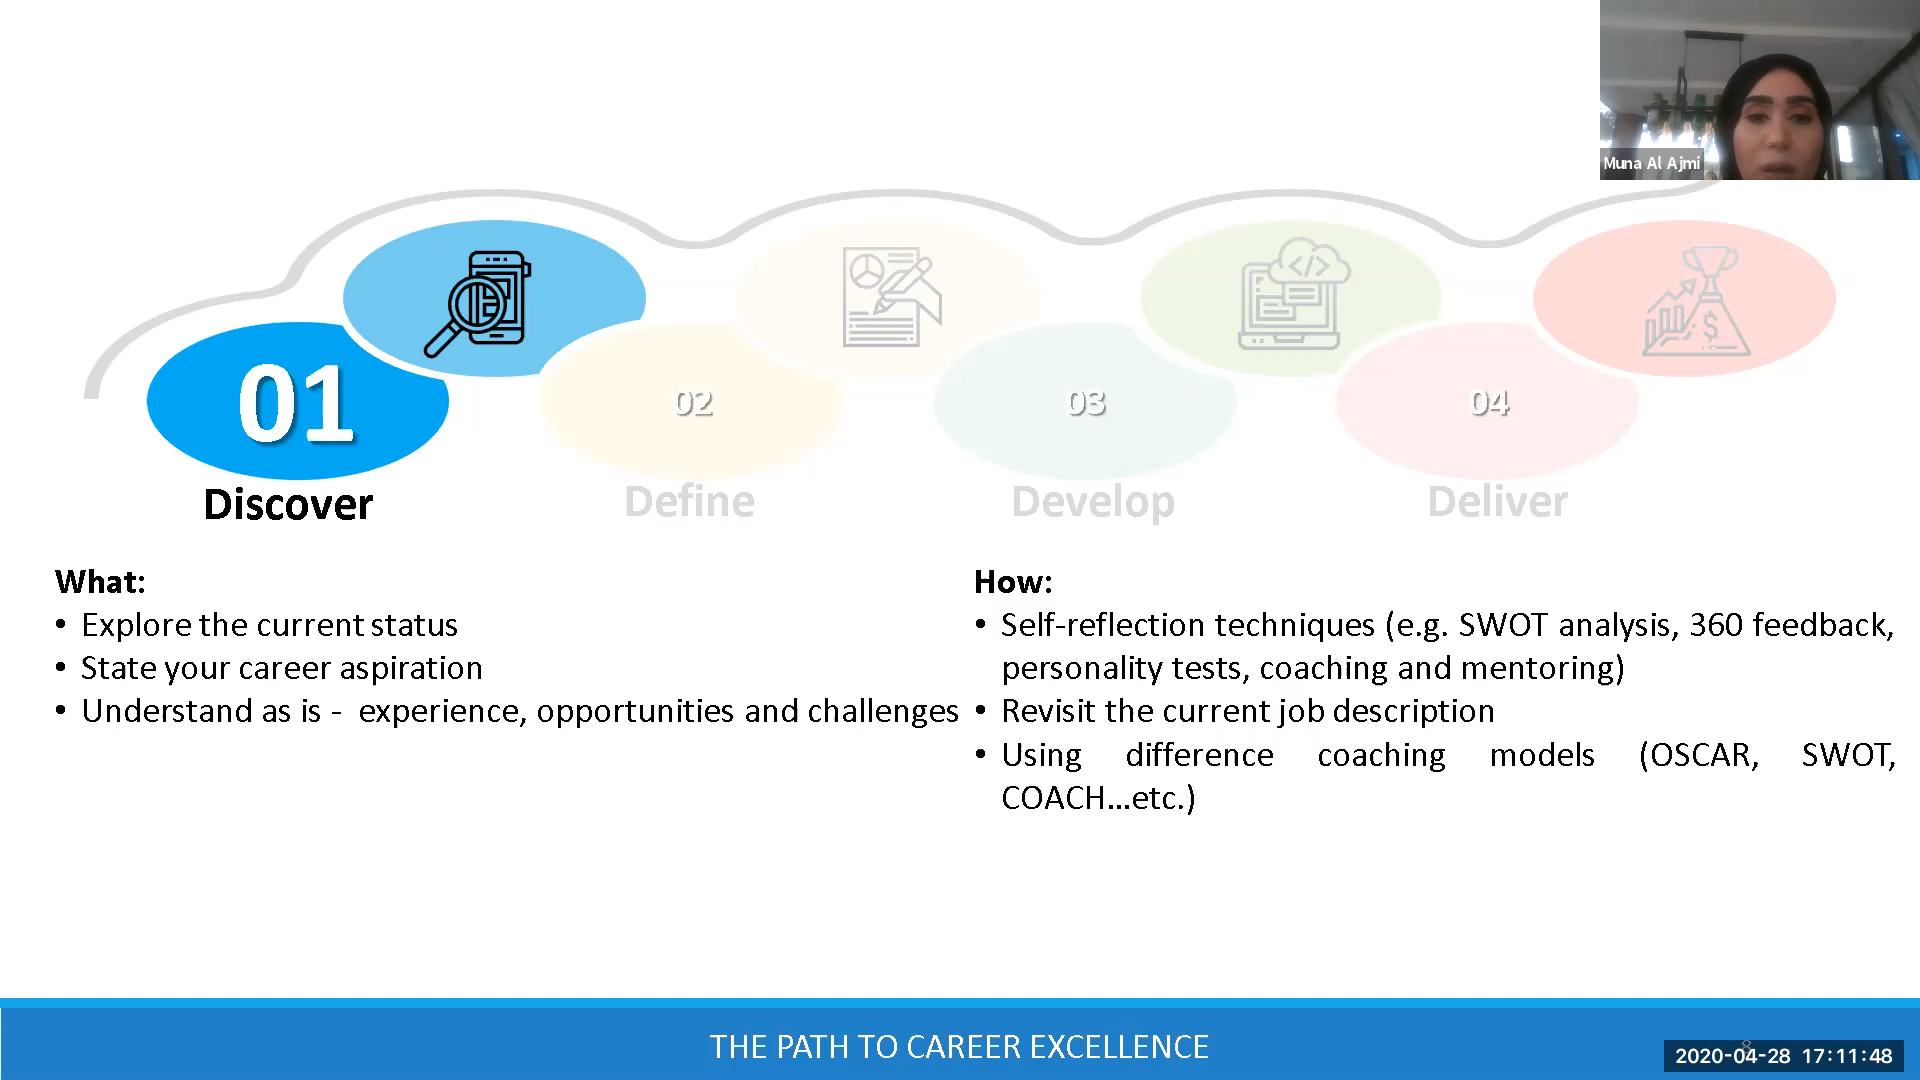 Muna Al Ajmi
01
02
03
04
Discover
Define
Develop
Deliver
What:
• Explore the current status
• State your career aspiration
• Understand as is - experience, opportunities and challenges
How:
• Self-reflection techniques (e.g. SWOT analysis, 360 feedback,
personality tests, coaching and mentoring)
• Revisit the current job description
• Using difference coaching models (OSCAR, SWOT,
COACH...etc.)
THE PATH TO CAREER EXCELLENCE
8
2020-04-28 17:11:48